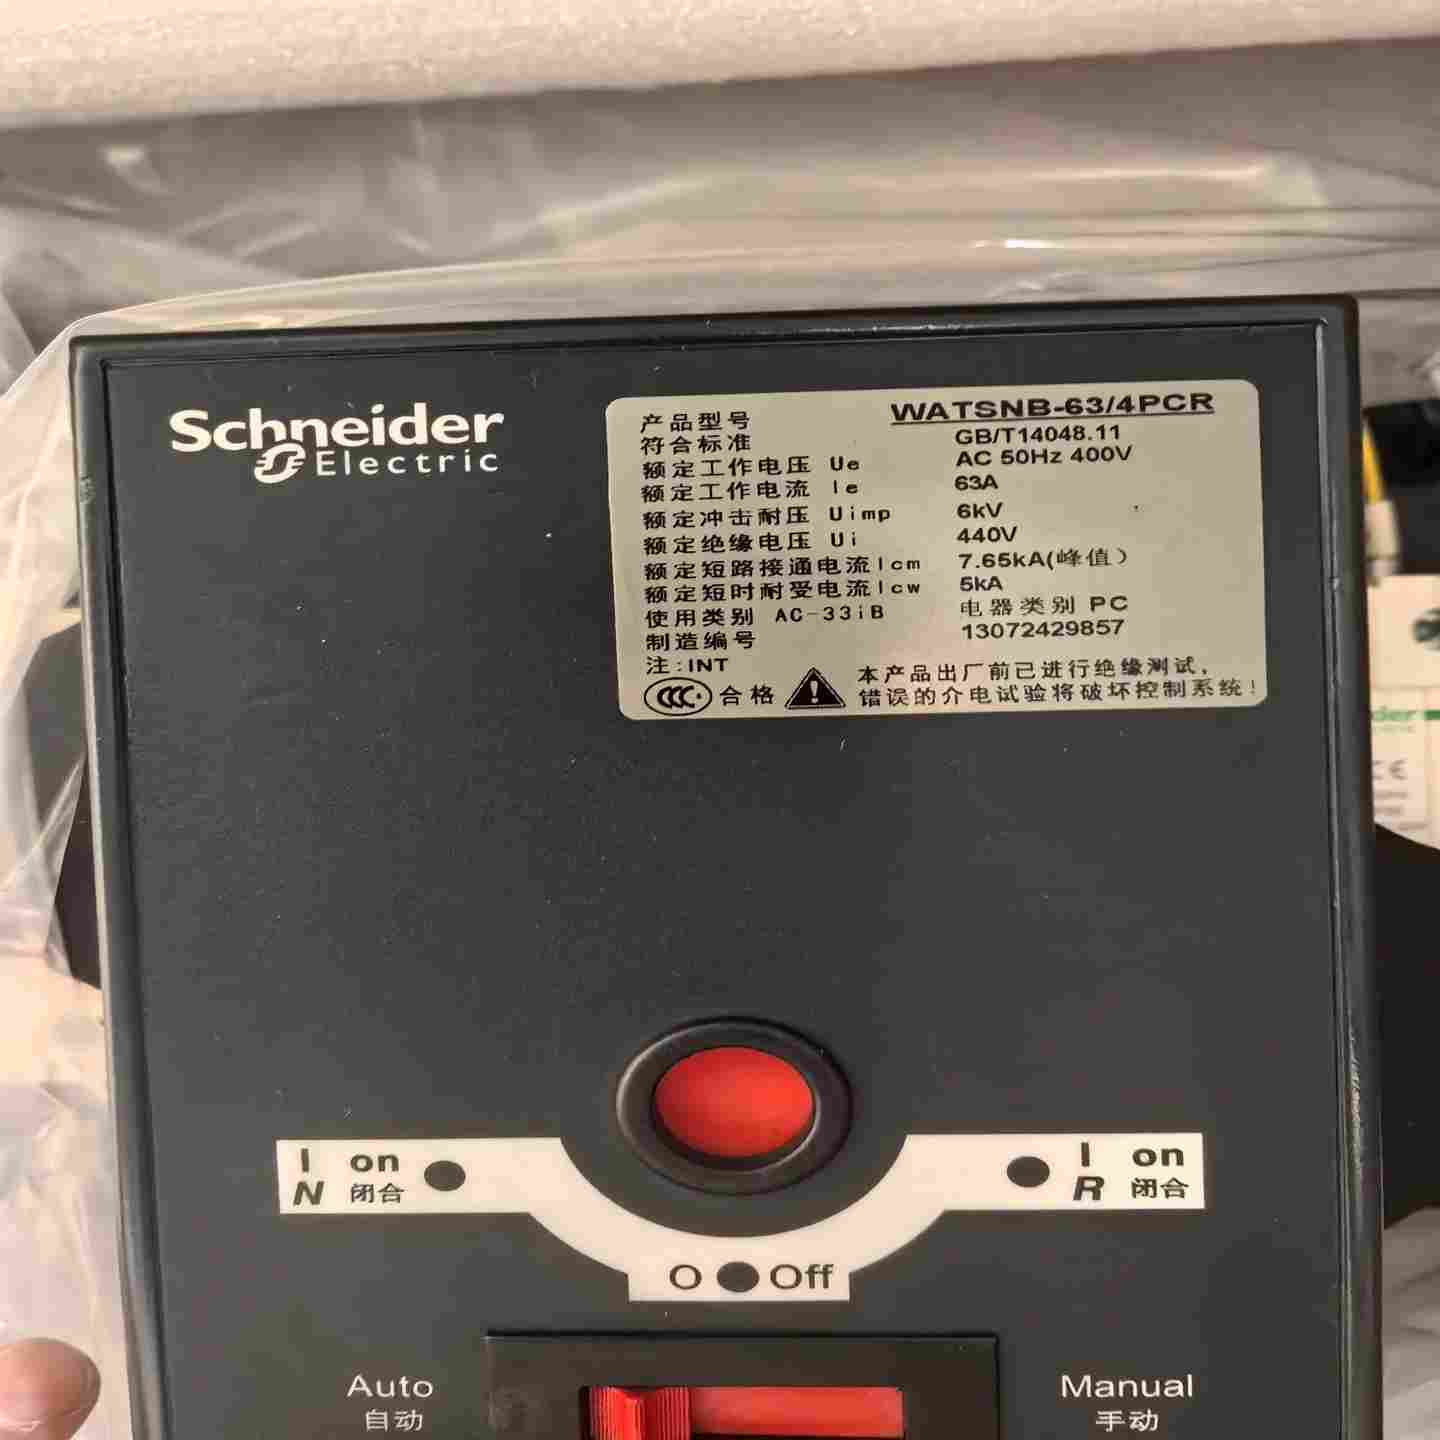 Schneider
Electric
产品型号 WATSNB-63/4PCR
符合标准 GB/T14048.11
额定工作电压 Ue AC 50Hz 400V
额定工作电流 Ie 63A
额定冲击耐压 Uimp 6kV
额定绝缘电压 Ui 440V
额定短路接通电流Icm 7.65kA(峰值)
额定短时耐受电流Icw 5kA
使用类别 AC-33iB 电器类别 PC
制造编号 13072429857
注:INT
CCC 合格 本产品出厂前已进行绝缘测试,
错误的介电试验将破坏控制系统!
I on
N 闭合
I on
R 闭合
O Off
Auto
自动
Manual
手动
der
CE